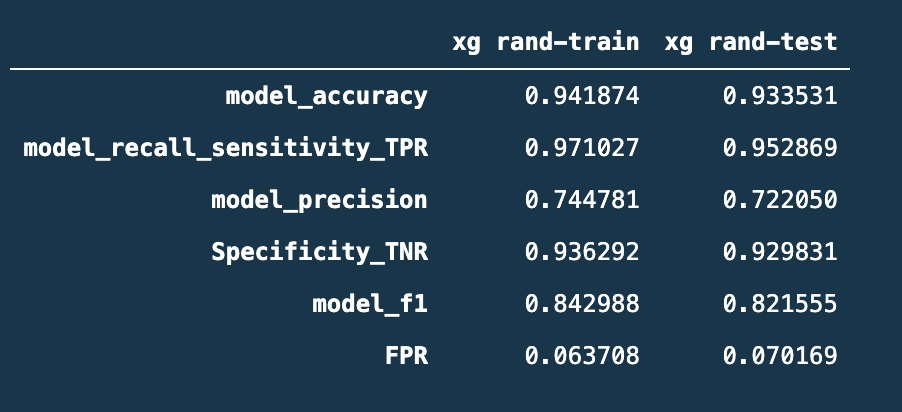 xg rand-train xg rand-test
model_accuracy 0.941874 0.933531
model_recall_sensitivity_TPR 0.971027 0.952869
model_precision 0.744781 0.722050
Specificity_TNR 0.936292 0.929831
model_f1 0.842988 0.821555
FPR 0.063708 0.070169